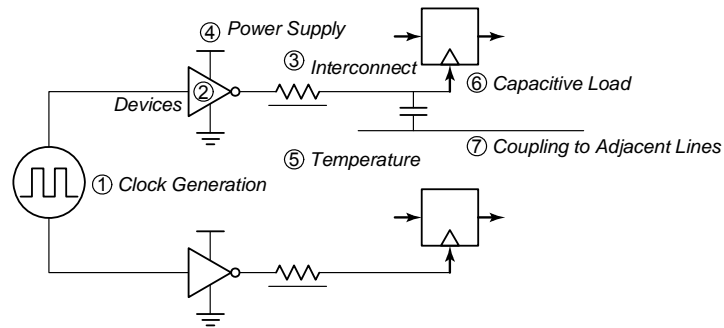 ④ Power Supply
③ Interconnect
② Devices
⑥ Capacitive Load
⑦ Coupling to Adjacent Lines
⑤ Temperature
① Clock Generation